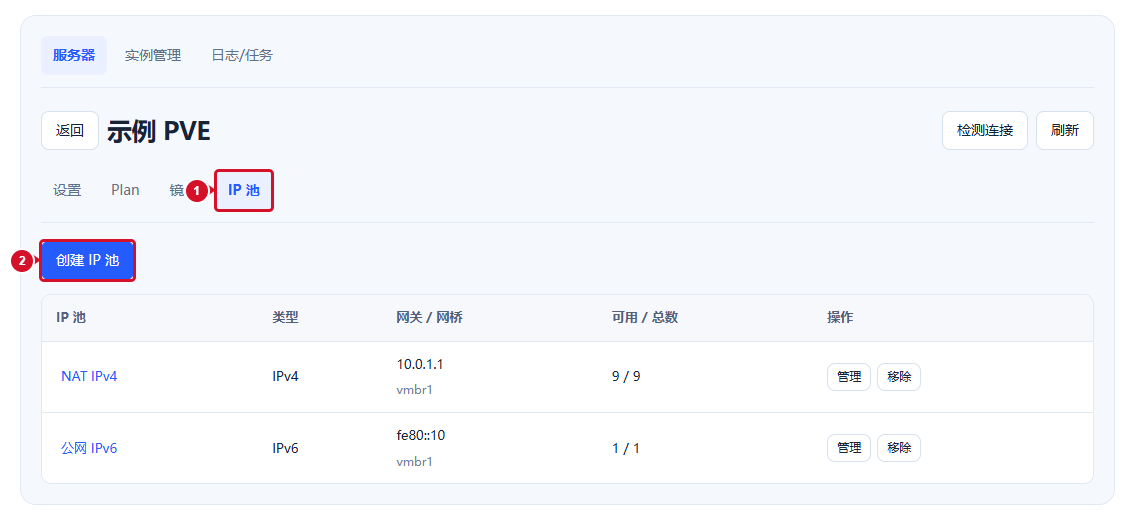 服务器 实例管理 日志/任务
返回 示例 PVE 检测连接 刷新
设置 Plan 镜 1 IP 池
2 创建 IP 池
IP 池 类型 网关 / 网桥 可用 / 总数 操作
NAT IPv4 IPv4 10.0.1.1 vmbr1 9 / 9 管理 移除
公网 IPv6 IPv6 fe80::10 vmbr1 1 / 1 管理 移除